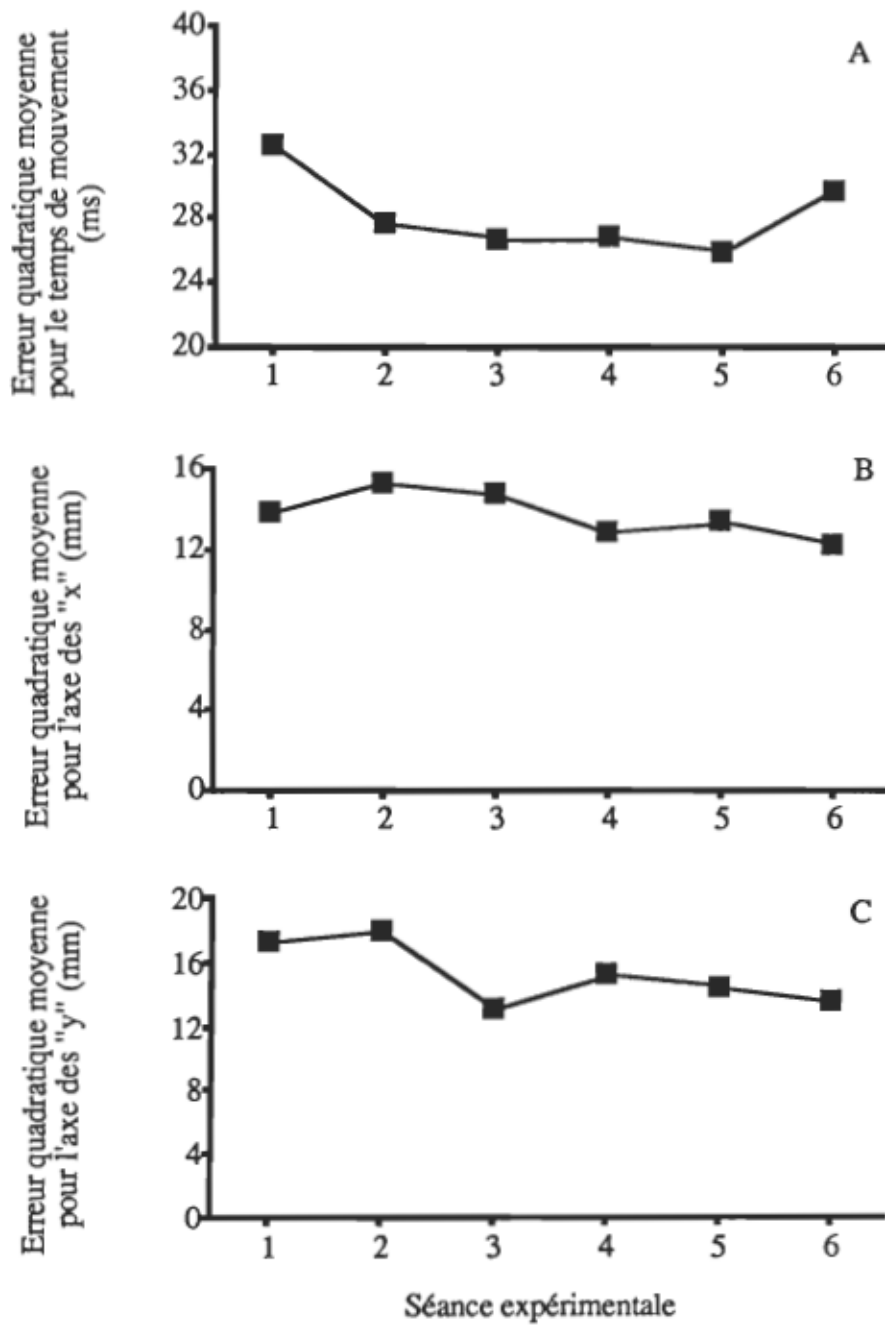 A
Erreur quadratique moyenne
pour le temps de mouvement
(ms)
40
36
32
28
24
20
1 2 3 4 5 6
B
Erreur quadratique moyenne
pour l'axe des "x" (mm)
16
12
8
4
0
1 2 3 4 5 6
C
Erreur quadratique moyenne
pour l'axe des "y" (mm)
20
16
12
8
4
0
1 2 3 4 5 6
Séance expérimentale